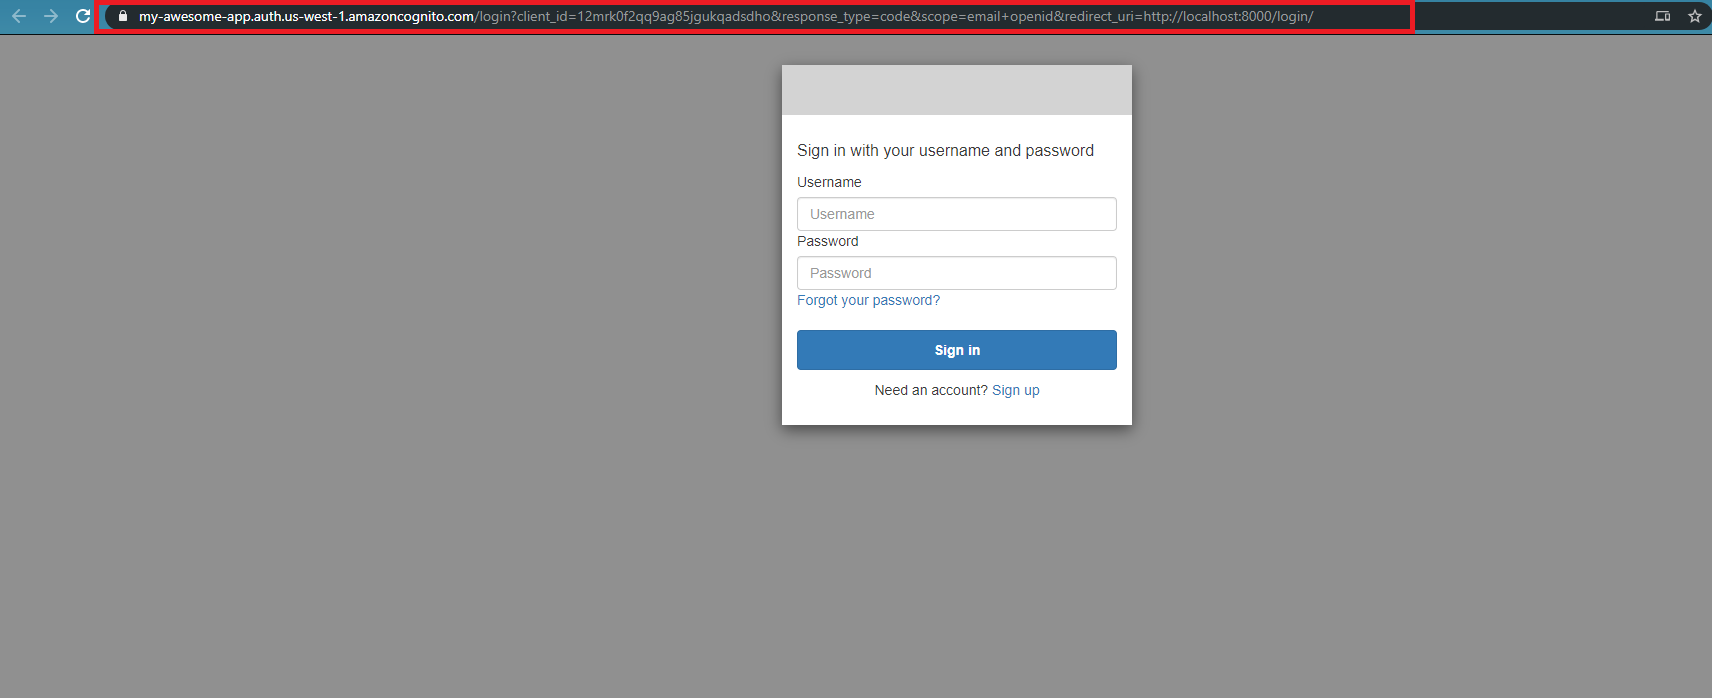 my-awesome-app.auth.us-west-1.amazoncognito.com/login?client_id=12mrk0f2qq9ag85jgukqadsdho&response_type=code&scope=email+openid&redirect_uri=http://localhost:8000/login/
Sign in with your username and password
Username
Username
Password
Password
Forgot your password?
Sign in
Need an account? Sign up